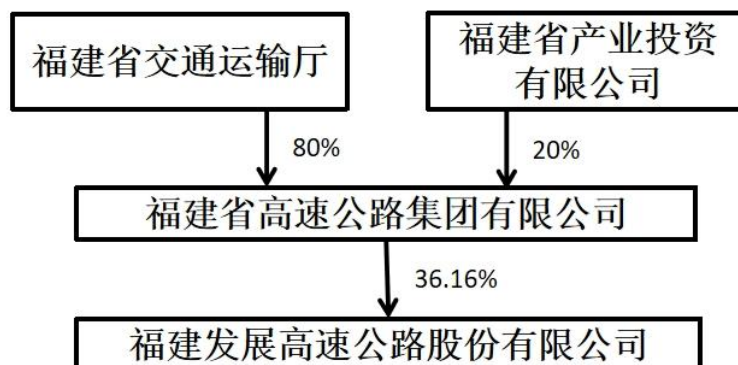 福建省交通运输厅
福建省产业投资
有限公司
80%
20%
福建省高速公路集团有限公司
36.16%
福建发展高速公路股份有限公司